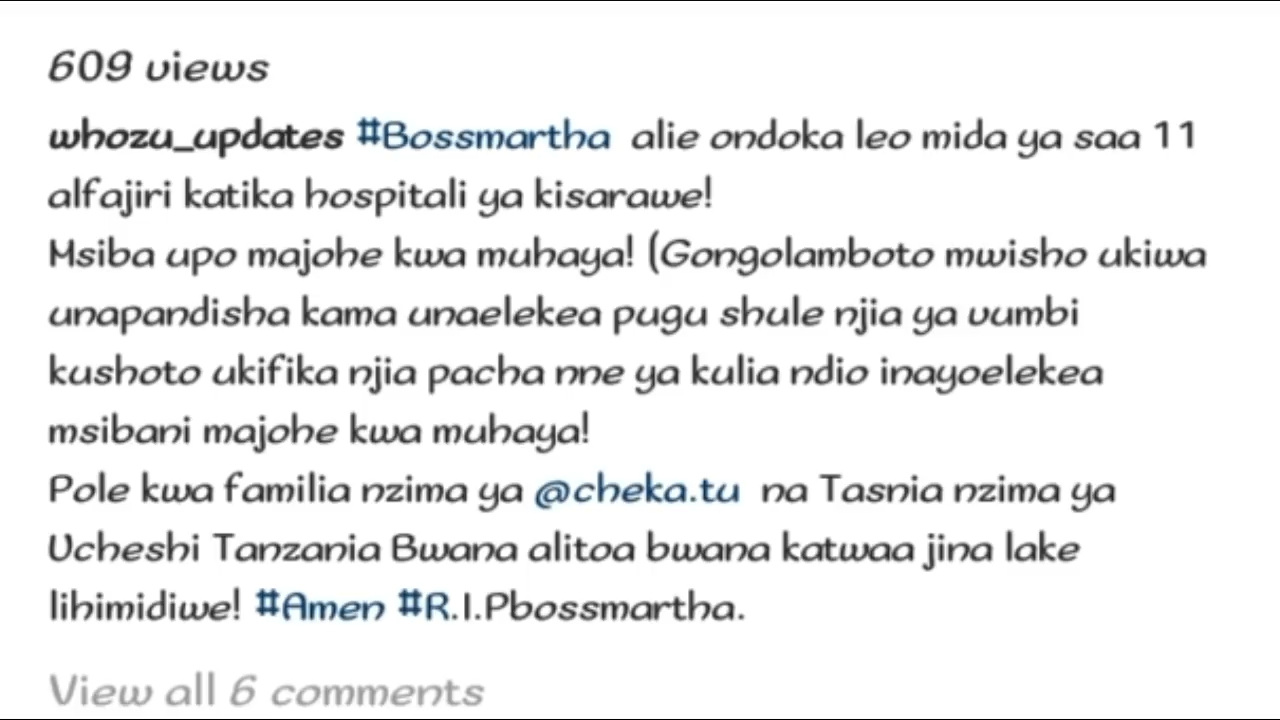 609 views
whozu_updates #Bossmartha alie ondoka leo mida ya saa 11
alfajiri katika hospitali ya kisarawe!
Msiba upo majohe kwa muhaya! (Gongolamboto mwisho ukiwa
unapandisha kama unaelekea pugu shule njia ya vumbi
kushoto ukifika njia pacha nne ya kulia ndio inayoelekea
msibani majohe kwa muhaya!
Pole kwa familia nzima ya @cheka.tu na Tasnia nzima ya
Ucheshi Tanzania Bwana alitoa bwana katwaa jina lake
lihimidiwe! #Amen #R.I.Pbossmartha.
View all 6 comments